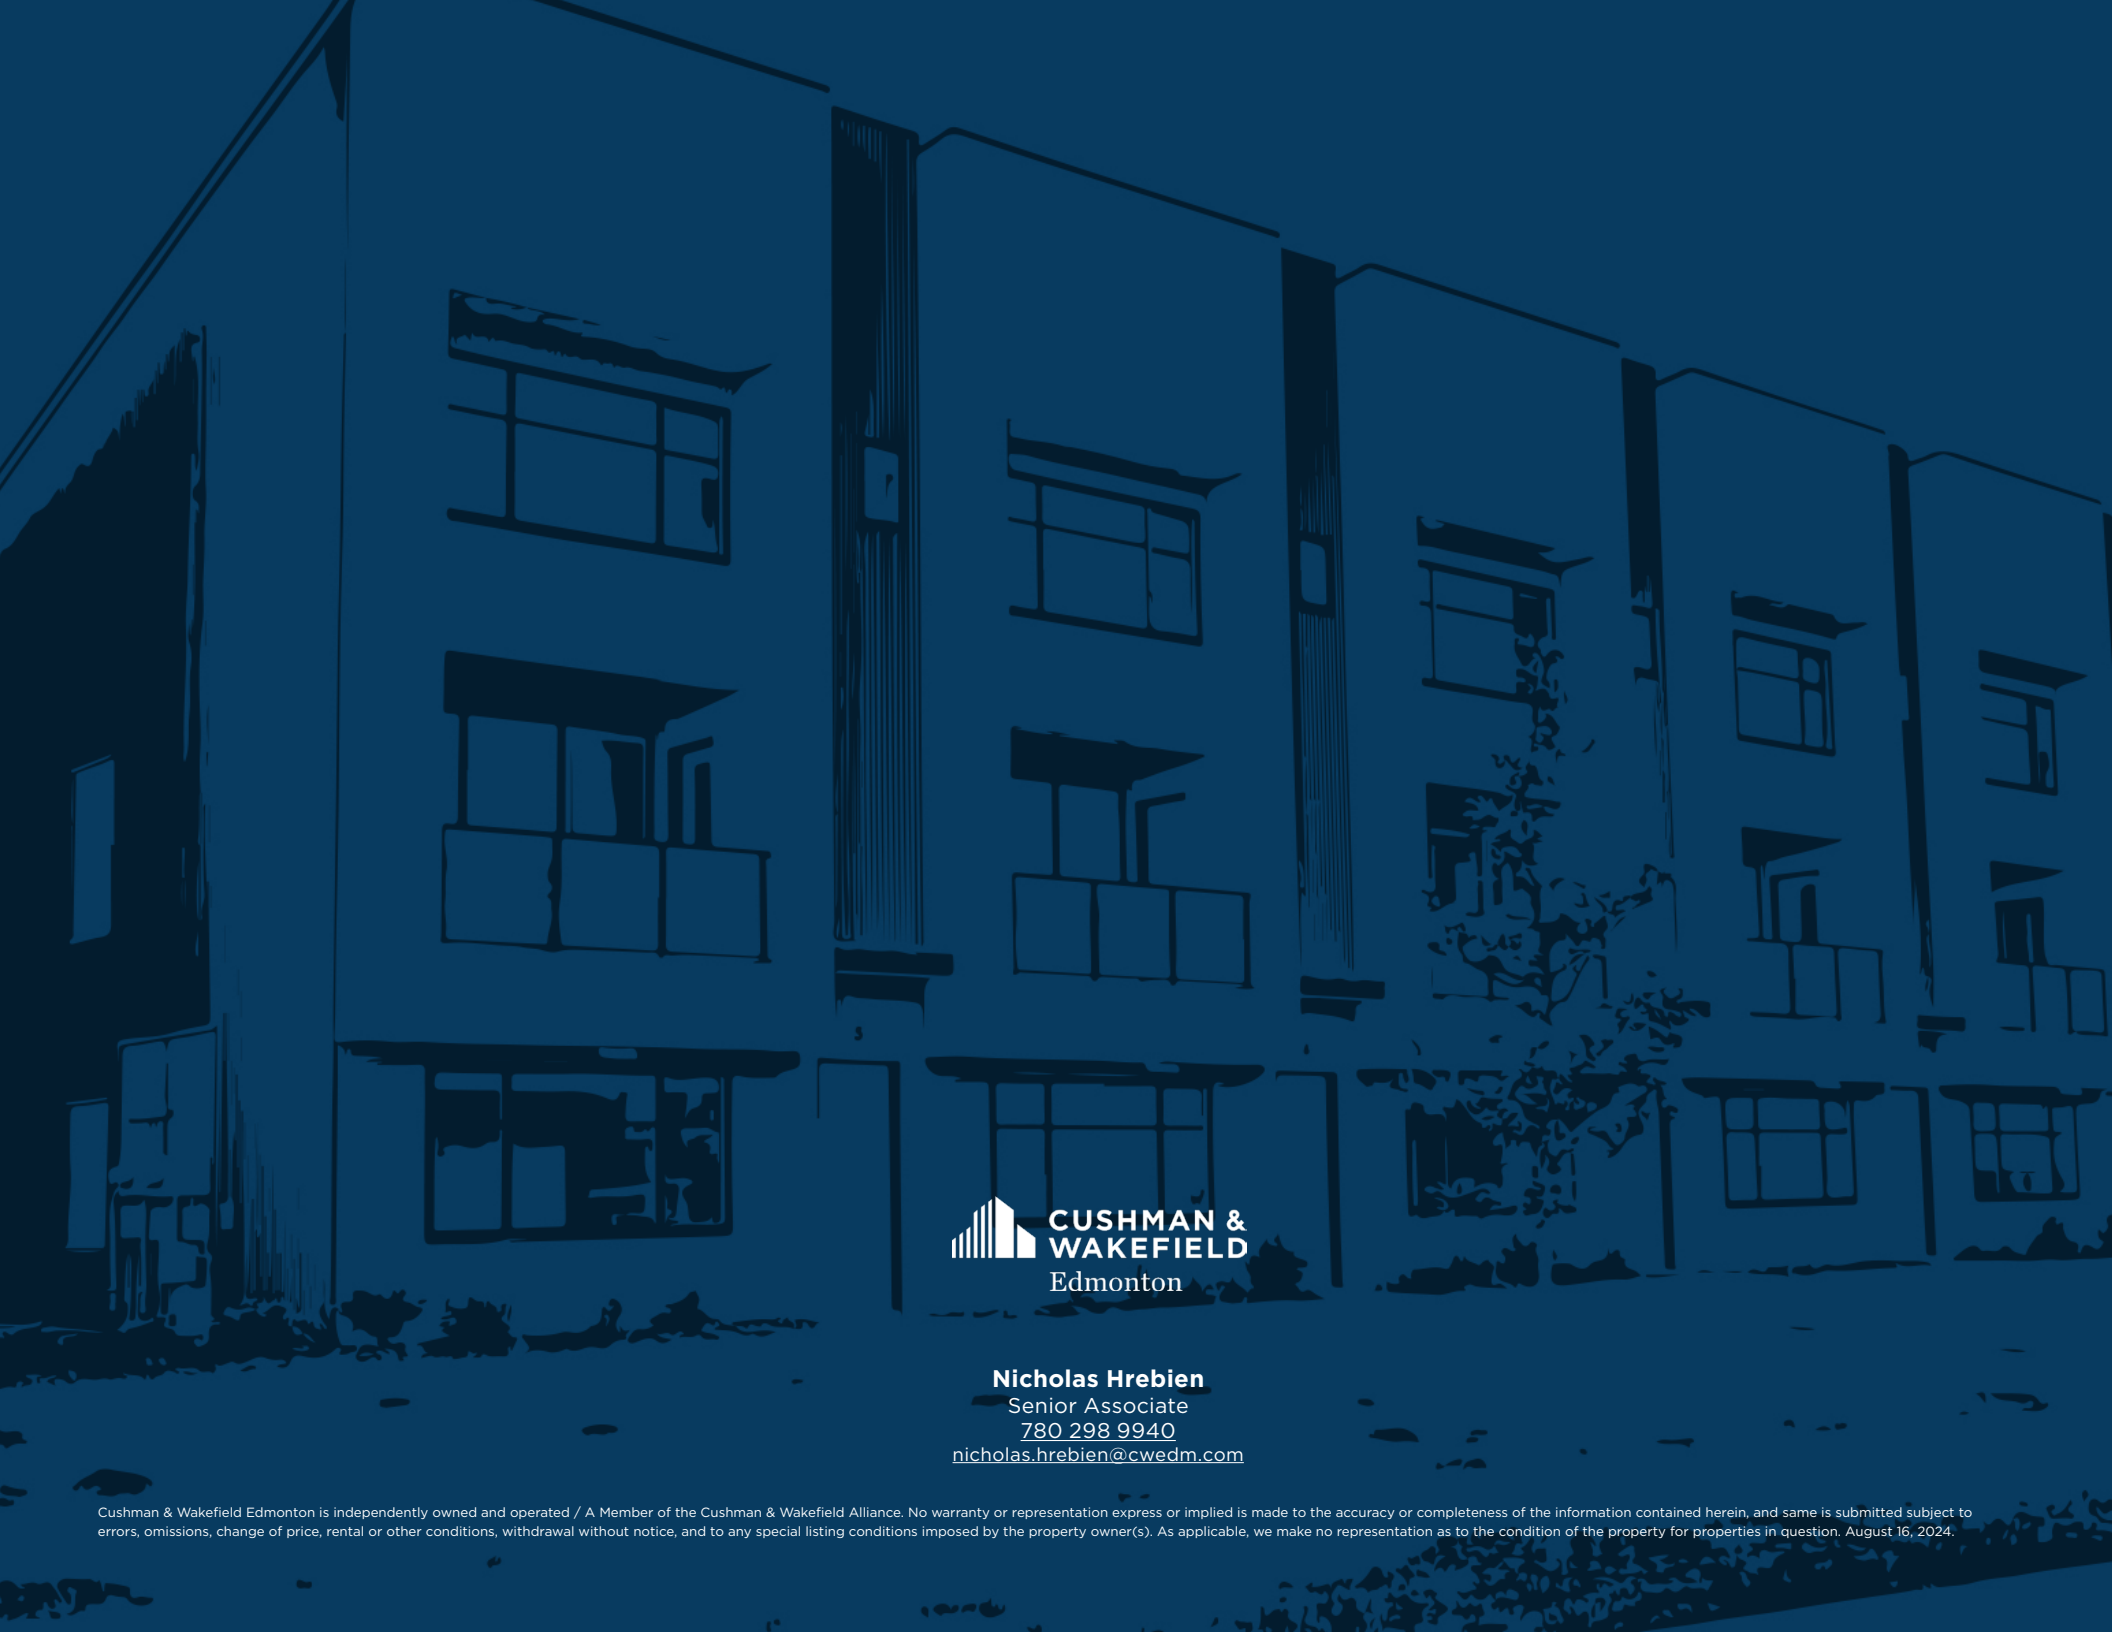 CUSHMAN &
WAKEFIELD
Edmonton
Nicholas Hrebien
Senior Associate
780 298 9940
nicholas.hrebien@cwedm.com
Cushman & Wakefield Edmonton is independently owned and operated / A Member of the Cushman & Wakefield Alliance. No warranty or representation express or implied is made to the accuracy or completeness of the information contained herein, and same is submitted subject to
errors, omissions, change of price, rental or other conditions, withdrawal without notice, and to any special listing conditions imposed by the property owner(s). As applicable, we make no representation as to the condition of the property for properties in question. August 16, 2024.